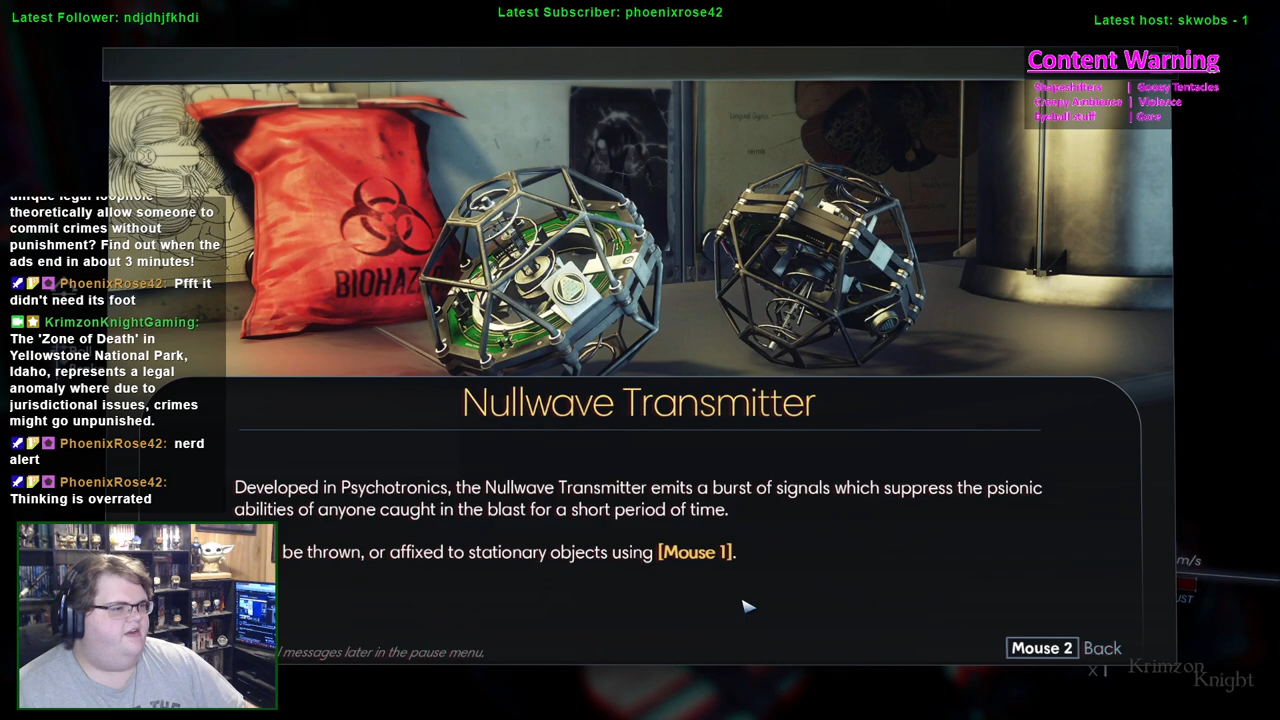 Latest Follower: ndjdhjfkhdi
Latest Subscriber: phoenixrose42
Latest host: skwobs - 1
Content Warning
Shapeshifters | Gooey Tentacles
Creepy Ambience | Violence
Eyeball stuff | Gore
unique legal loophole
theoretically allow someone to
commit crimes without
punishment? Find out when the
ads end in about 3 minutes!
PhoenixRose42: Pfft it
didn't need its foot
KrimzonKnightGaming:
The 'Zone of Death' in
Yellowstone National Park,
Idaho, represents a legal
anomaly where due to
jurisdictional issues, crimes
might go unpunished.
PhoenixRose42: nerd
alert
PhoenixRose42:
Thinking is overrated
BIOHAZ
Nullwave Transmitter
Developed in Psychotronics, the Nullwave Transmitter emits a burst of signals which suppress the psionic
abilities of anyone caught in the blast for a short period of time.
be thrown, or affixed to stationary objects using [Mouse 1].
messages later in the pause menu.
Mouse 2 Back
m/s
x 1
Krimzon
Knight